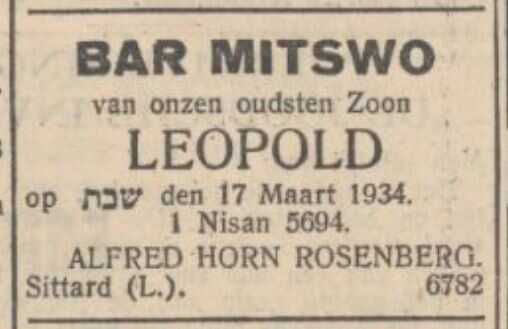 BAR MITSWO
van onzen oudsten Zoon
LEOPOLD
op שבת den 17 Maart 1934.
1 Nisan 5694.
ALFRED HORN ROSENBERG.
Sittard (L.). 6782